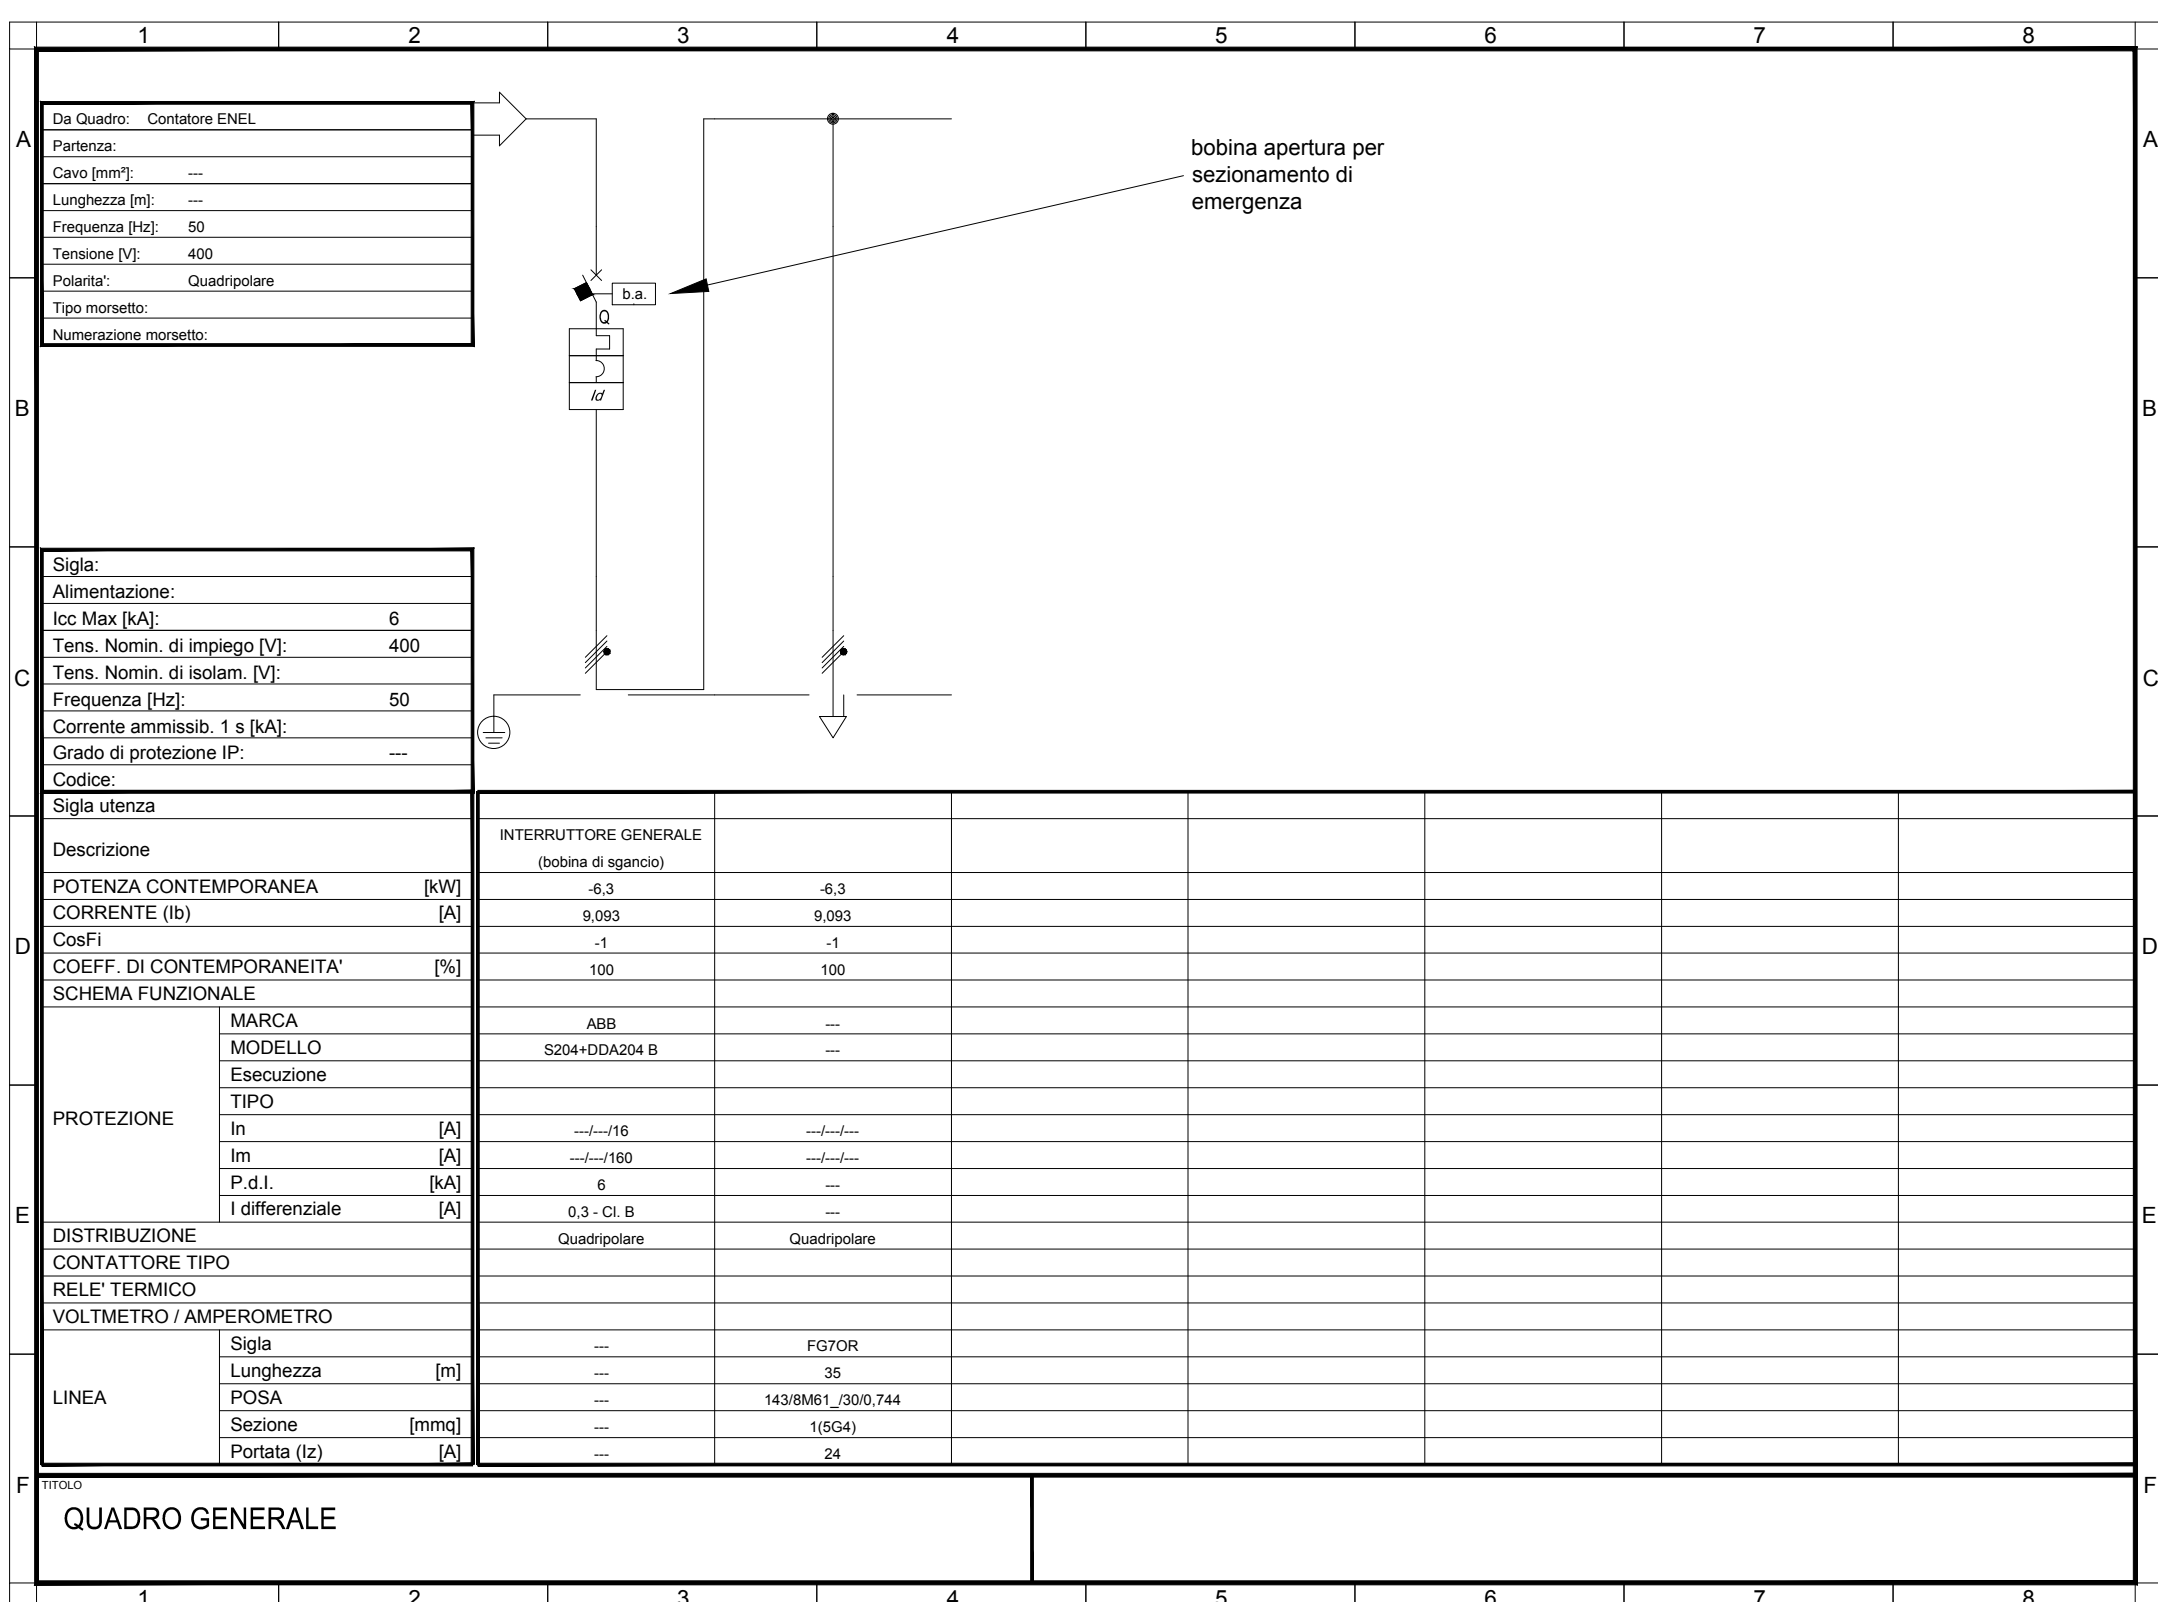 1 2 3 4 5 6 7 8
A A
Da Quadro: Contatore ENEL
Partenza:
Cavo [mm²]: ---
Lunghezza [m]: ---
Frequenza [Hz]: 50
Tensione [V]: 400
Polarita': Quadripolare
Tipo morsetto:
Numerazione morsetto:
bobina apertura per
sezionamento di
emergenza
b.a.
Q
Id
B B
Sigla:
Alimentazione:
Icc Max [kA]: 6
Tens. Nomin. di impiego [V]: 400
Tens. Nomin. di isolam. [V]:
C C
Frequenza [Hz]: 50
Corrente ammissib. 1 s [kA]:
Grado di protezione IP: ---
Codice:
Sigla utenza
Descrizione INTERRUTTORE GENERALE
(bobina di sgancio)
POTENZA CONTEMPORANEA [kW] -6,3 -6,3
CORRENTE (Ib) [A] 9,093 9,093
D D
CosFi -1 -1
COEFF. DI CONTEMPORANEITA' [%] 100 100
SCHEMA FUNZIONALE
PROTEZIONE
MARCA ABB ---
MODELLO S204+DDA204 B ---
Esecuzione
TIPO
In [A] ---/---/16 ---/---/---
Im [A] ---/---/160 ---/---/---
P.d.I. [kA] 6 ---
I differenziale [A] 0,3 - Cl. B ---
E E
DISTRIBUZIONE Quadripolare Quadripolare
CONTATTORE TIPO
RELE' TERMICO
VOLTMETRO / AMPEROMETRO
LINEA
Sigla --- FG7OR
Lunghezza [m] --- 35
POSA --- 143/8M61_/30/0,744
Sezione [mmq] --- 1(5G4)
Portata (Iz) [A] --- 24
F F
TITOLO
QUADRO GENERALE
1 2 3 4 5 6 7 8